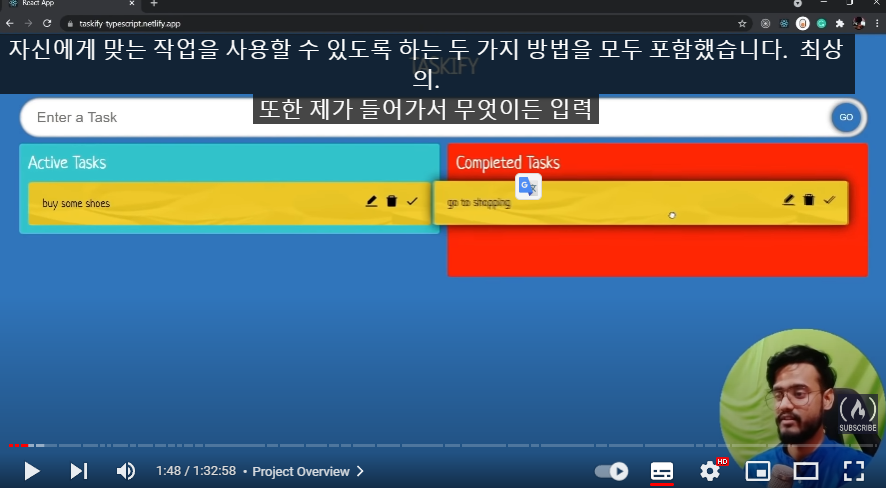 React App
taskify-typescript.netlify.app
TASKIFY
자신에게 맞는 작업을 사용할 수 있도록 하는 두 가지 방법을 모두 포함했습니다. 최상
의.
또한 제가 들어가서 무엇이든 입력
Enter a Task
GO
Active Tasks
Completed Tasks
buy some shoes
go to shopping
SUBSCRIBE
1:48 / 1:32:58 • Project Overview
HD